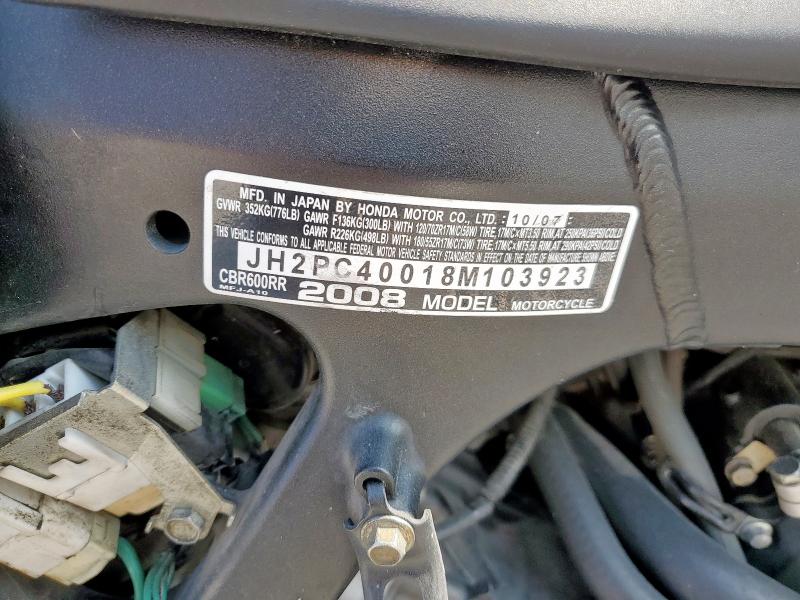 MFD. IN JAPAN BY HONDA MOTOR CO., LTD. 10/07
GVWR 352KG(776LB) GAWR F136KG(300LB) WITH 120/70ZR17M/C(58W) TIRE, 17M/C×MT3.50 RIM, AT 250KPA(36PSI)COLD
GAWR R226KG(498LB) WITH 180/55ZR17M/C(73W) TIRE, 17M/C×MT5.50 RIM, AT 290KPA(42PSI)COLD
THIS VEHICLE CONFORMS TO ALL APPLICABLE FEDERAL MOTOR VEHICLE SAFETY STANDARDS IN EFFECT ON THE DATE OF MANUFACTURE SHOWN ABOVE.
JH2PC40018M103923
CBR600RR 2008 MODEL MOTORCYCLE
MFJ-A10